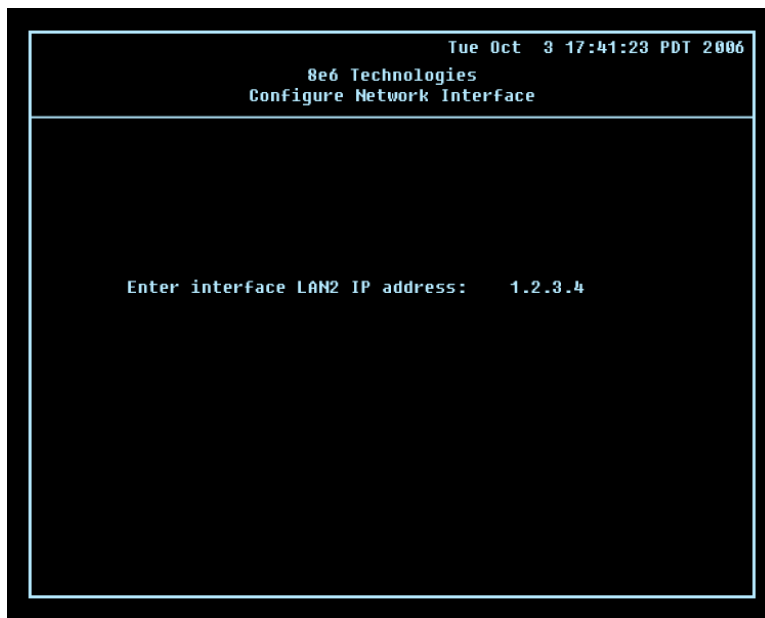 Tue Oct  3 17:41:23 PDT 2006
8e6 Technologies
Configure Network Interface
Enter interface LAN2 IP address:    1.2.3.4